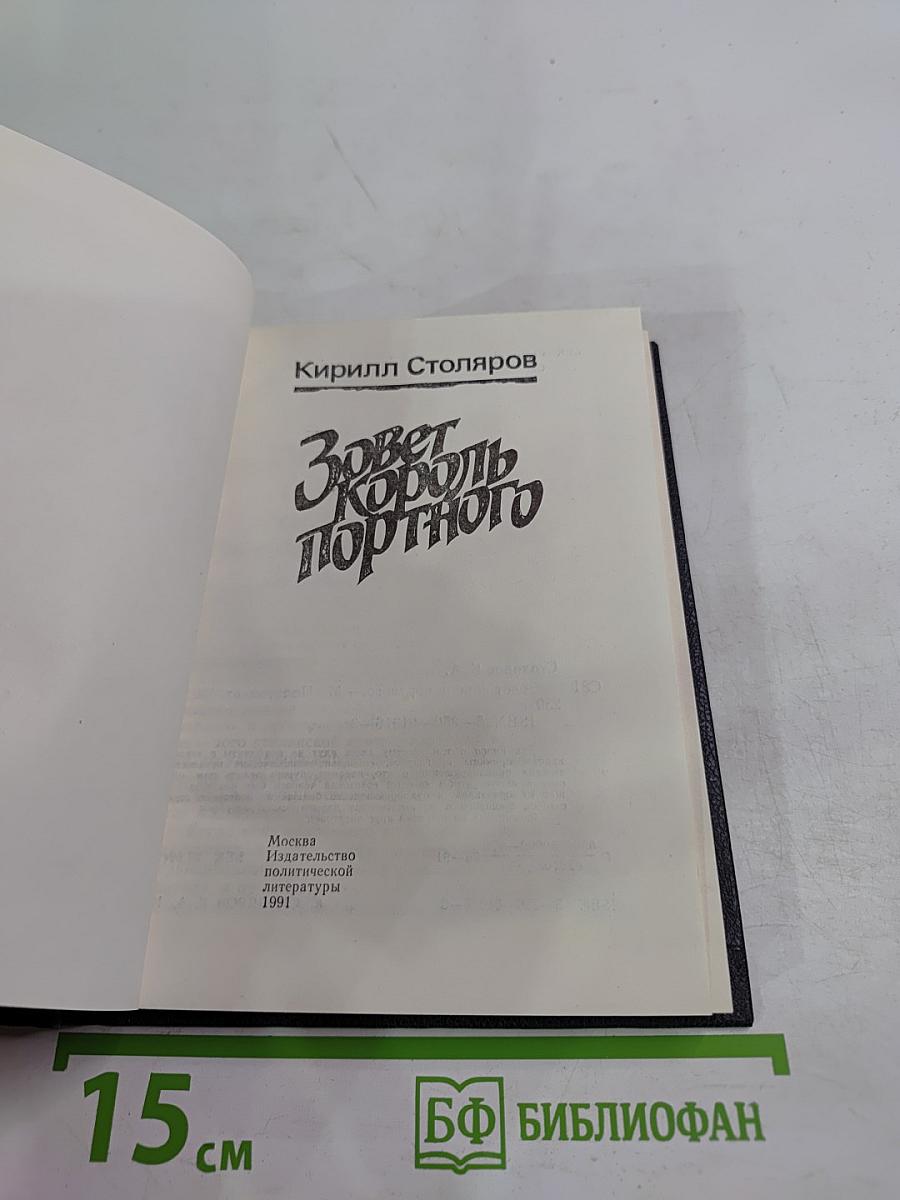 Кирилл Столяров
Зовет
король
портного
Москва
Издательство
политической
литературы
1991
15 см
БФ БИБЛИОФАН